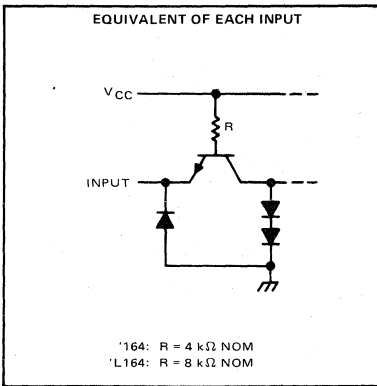 EQUIVALENT OF EACH INPUT
VCC
R
INPUT
'164: R = 4 kΩ NOM
'L164: R = 8 kΩ NOM